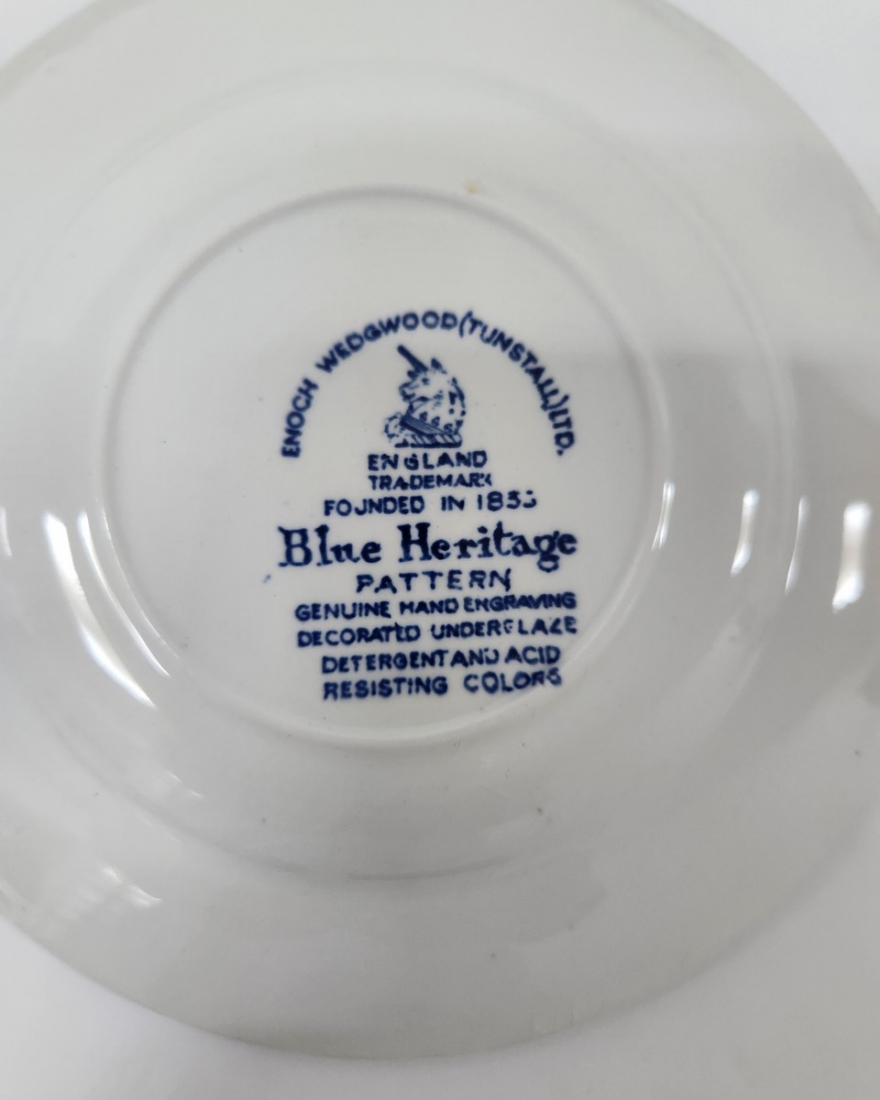 ENOCH WEDGWOOD (TUNSTALL) LTD.
ENGLAND
TRADEMARK
FOUNDED IN 1835
Blue Heritage
PATTERN
GENUINE HAND ENGRAVING
DECORATED UNDERGLAZE
DETERGENT AND ACID
RESISTING COLORS